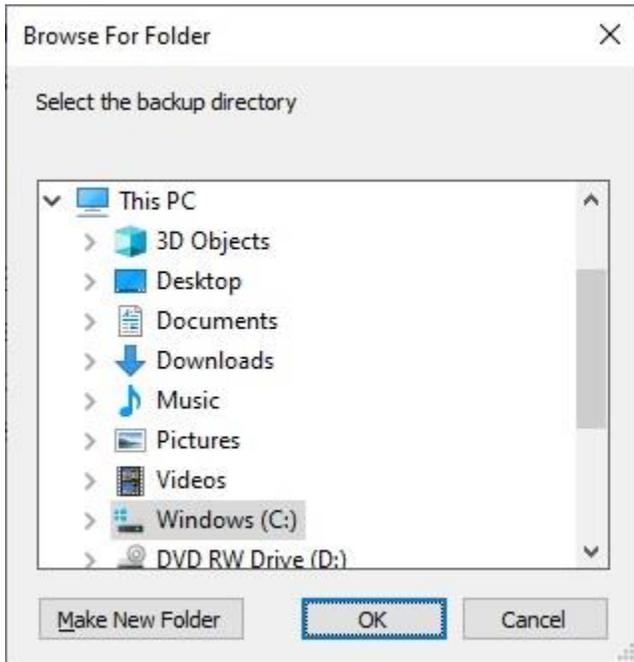 Browse For Folder
Select the backup directory
This PC
3D Objects
Desktop
Documents
Downloads
Music
Pictures
Videos
Windows (C:)
DVD RW Drive (D:)
Make New Folder OK Cancel